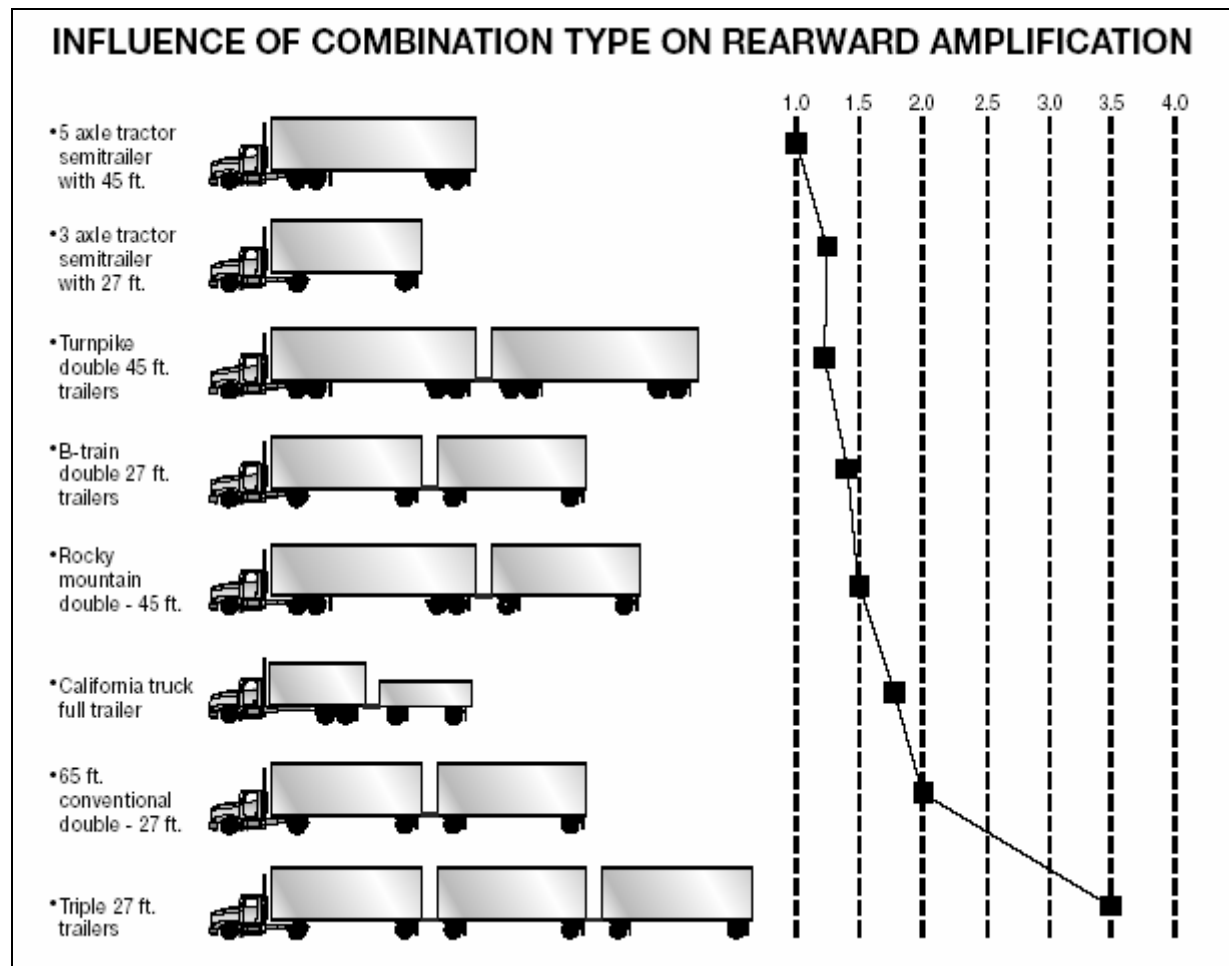 INFLUENCE OF COMBINATION TYPE ON REARWARD AMPLIFICATION
1.0 1.5 2.0 2.5 3.0 3.5 4.0
•5 axle tractor
semitrailer
with 45 ft.
•3 axle tractor
semitrailer
with 27 ft.
•Turnpike
double 45 ft.
trailers
•B-train
double 27 ft.
trailers
•Rocky
mountain
double - 45 ft.
•California truck
full trailer
•65 ft.
conventional
double - 27 ft.
•Triple 27 ft.
trailers